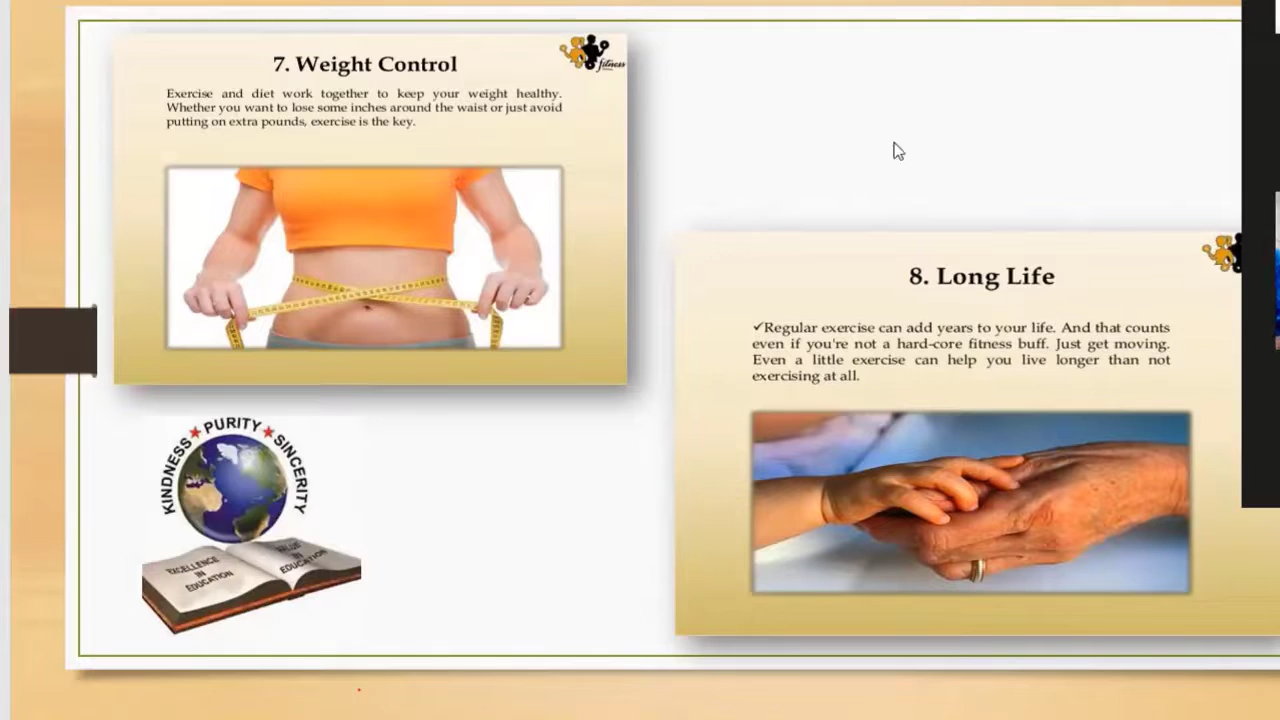 7. Weight Control
fitness
Exercise and diet work together to keep your weight healthy.
Whether you want to lose some inches around the waist or just avoid
putting on extra pounds, exercise is the key.
8. Long Life
✓Regular exercise can add years to your life. And that counts
even if you're not a hard-core fitness buff. Just get moving.
Even a little exercise can help you live longer than not
exercising at all.
KINDNESS★PURITY★SINCERITY
EXCELLENCE
IN
EDUCATION
VALUE
IN
EDUCATION